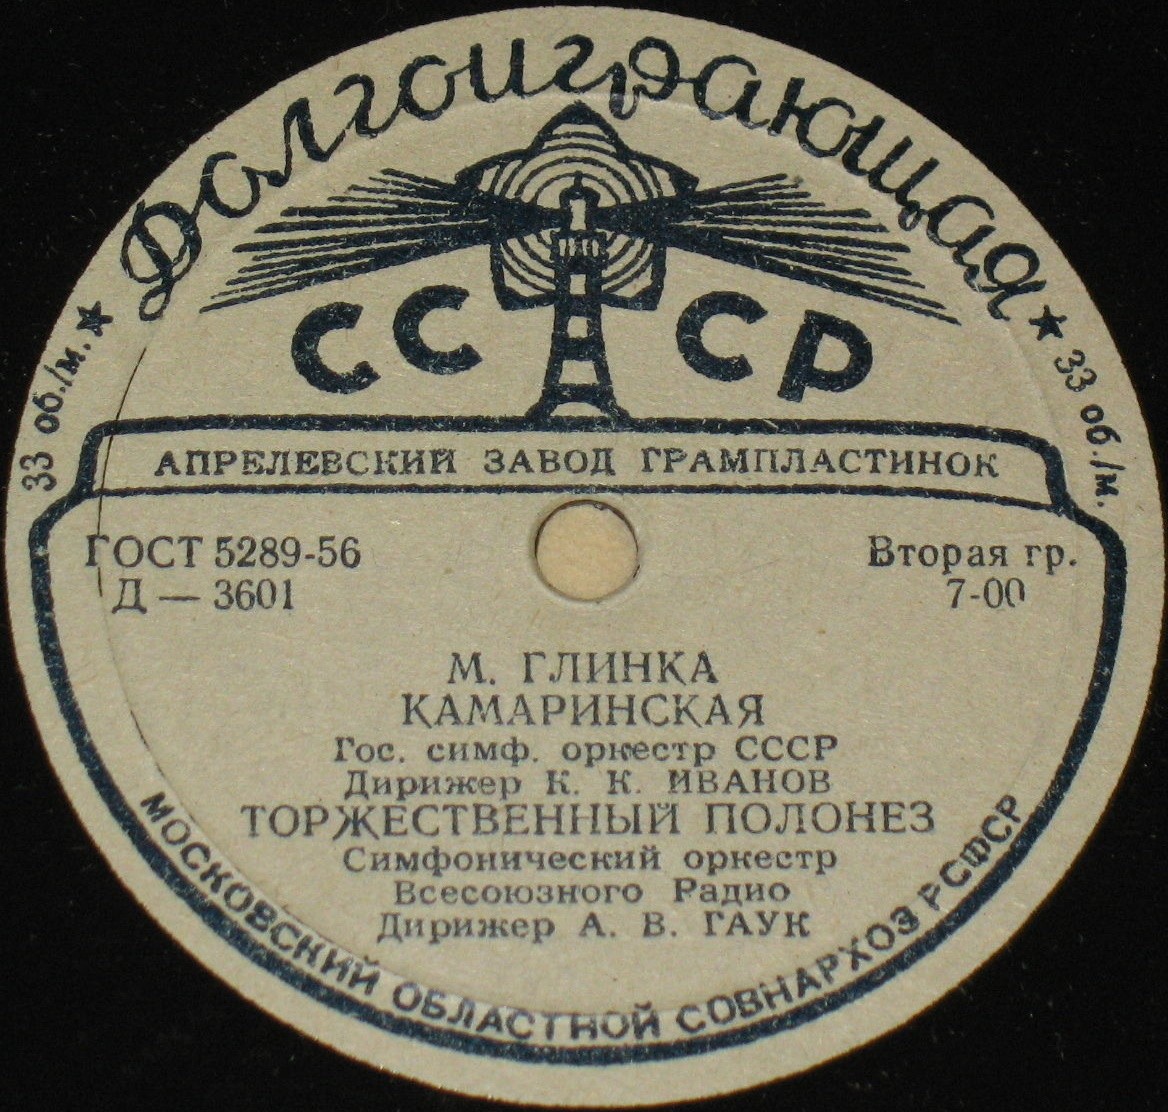 Долгоиграющая
33 об./м. ★ ★ 33 об./м.
СССР
АПРЕЛЕВСКИЙ ЗАВОД ГРАМПЛАСТИНОК
ГОСТ 5289-56 Вторая гр.
Д — 3601 7-00
М. ГЛИНКА
КАМАРИНСКАЯ
Гос. симф. оркестр СССР
Дирижер К. К. ИВАНОВ
ТОРЖЕСТВЕННЫЙ ПОЛОНЕЗ
Симфонический оркестр
Всесоюзного Радио
Дирижер А. В. ГАУК
МОСКОВСКИЙ ОБЛАСТНОЙ СОВНАРХОЗ РСФСР